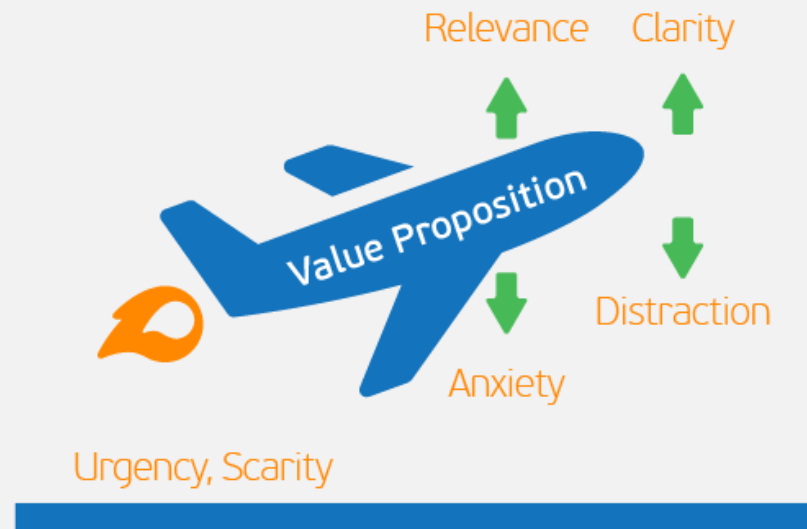 Relevance Clarity
Value Proposition
Distraction
Anxiety
Urgency, Scarity